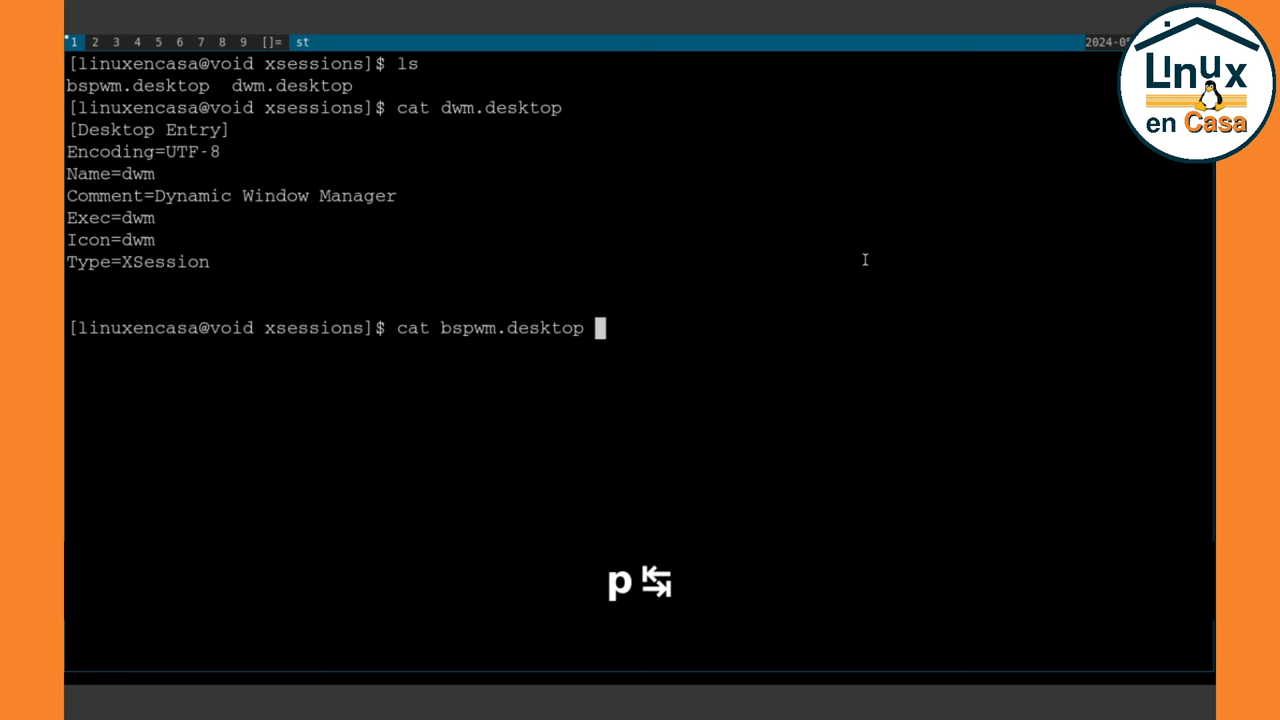 1 2 3 4 5 6 7 8 9 []= st 2024-0
[linuxencasa@void xsessions]$ ls
bspwm.desktop dwm.desktop
[linuxencasa@void xsessions]$ cat dwm.desktop
[Desktop Entry]
Encoding=UTF-8
Name=dwm
Comment=Dynamic Window Manager
Exec=dwm
Icon=dwm
Type=XSession
[linuxencasa@void xsessions]$ cat bspwm.desktop
p ↹
Linux
en Casa